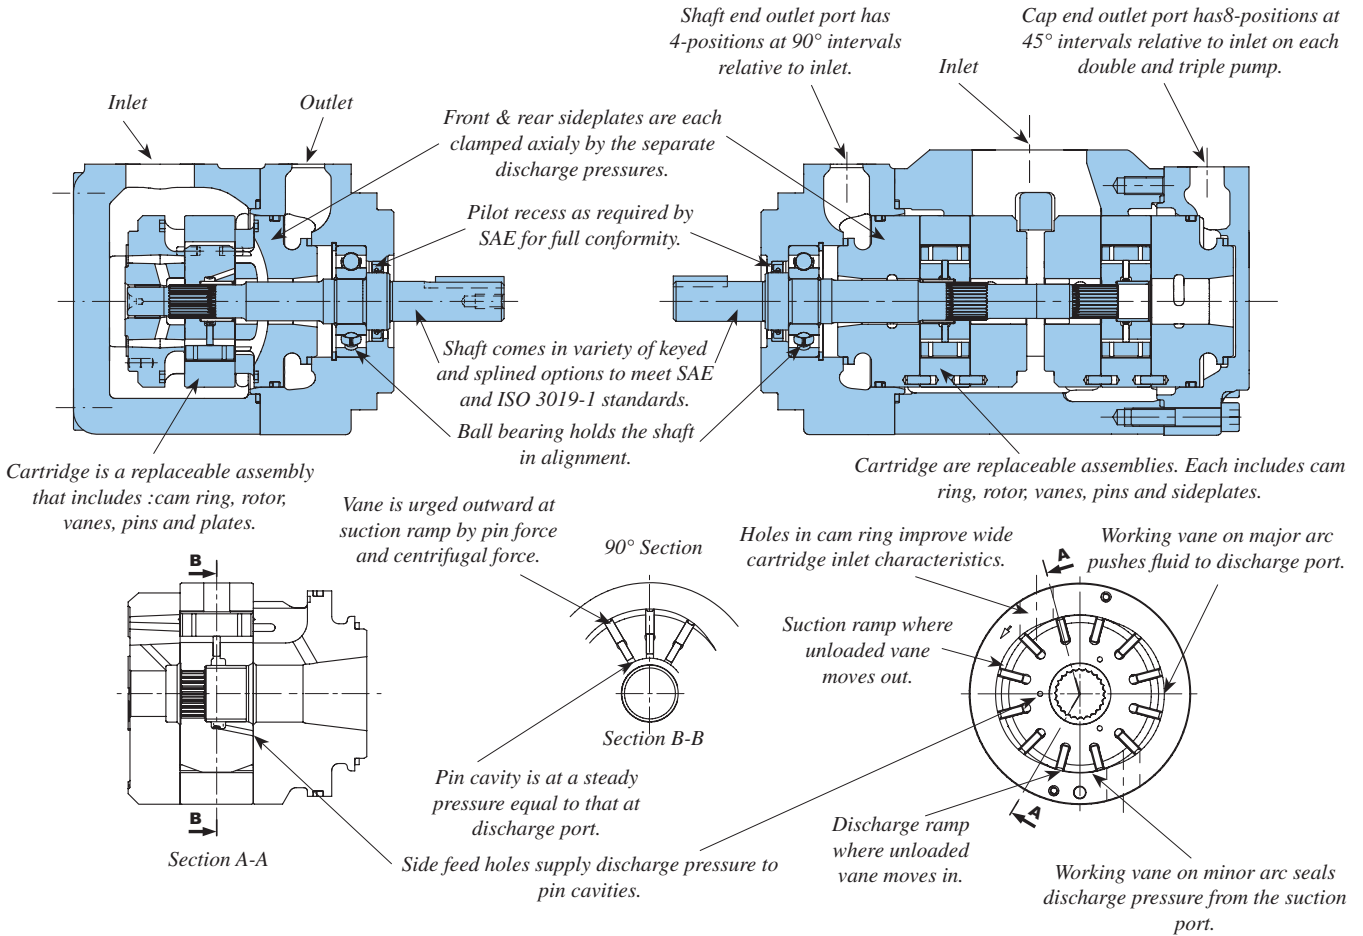 Shaft end outlet port has
4-positions at 90° intervals
relative to inlet.
Cap end outlet port has8-positions at
45° intervals relative to inlet on each
double and triple pump.
Inlet
Inlet
Outlet
Front & rear sideplates are each
clamped axialy by the separate
discharge pressures.
Pilot recess as required by
SAE for full conformity.
Shaft comes in variety of keyed
and splined options to meet SAE
and ISO 3019-1 standards.
Ball bearing holds the shaft
in alignment.
Cartridge is a replaceable assembly
that includes :cam ring, rotor,
vanes, pins and plates.
Cartridge are replaceable assemblies. Each includes cam
ring, rotor, vanes, pins and sideplates.
Vane is urged outward at
suction ramp by pin force
and centrifugal force.
90° Section
Holes in cam ring improve wide
cartridge inlet characteristics.
Working vane on major arc
pushes fluid to discharge port.
B
A
Suction ramp where
unloaded vane
moves out.
Section B-B
Pin cavity is at a steady
pressure equal to that at
discharge port.
B
A
Section A-A
Side feed holes supply discharge pressure to
pin cavities.
Discharge ramp
where unloaded
vane moves in.
Working vane on minor arc seals
discharge pressure from the suction
port.